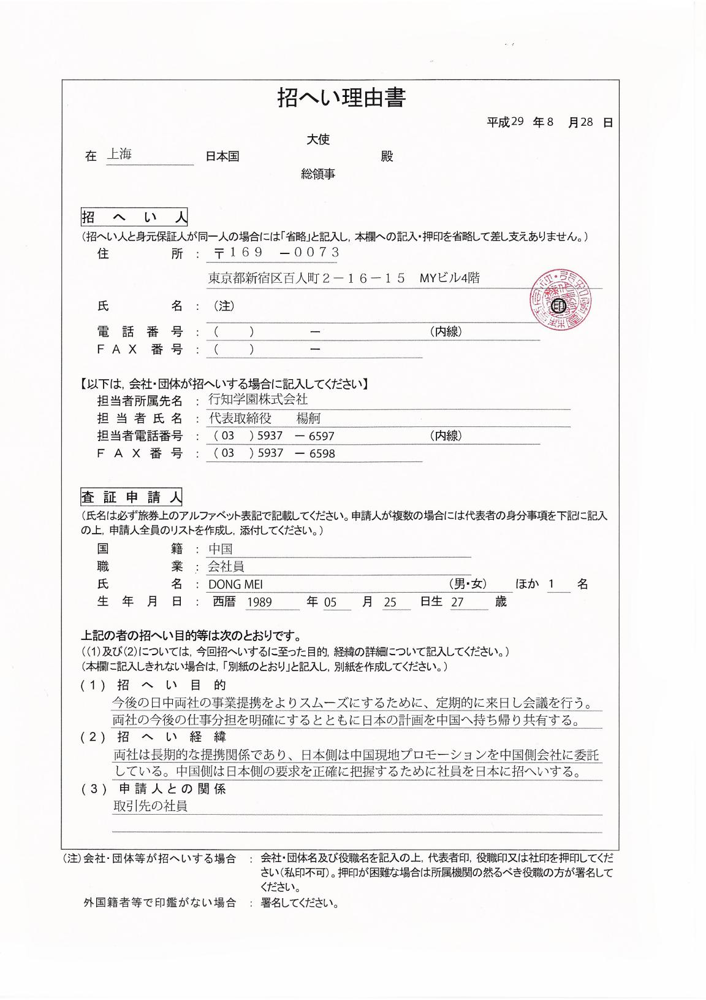 招へい理由書
平成29 年8 月28 日
大使
在 上海 日本国 殿
総領事
招へい人
（招へい人と身元保証人が同一人の場合には「省略」と記入し，本欄への記入・押印を省略して差し支えありません。）
住所 : 〒１６９ －００７３
東京都新宿区百人町２－１６－１５ MYビル4階
氏名 : （注） 印
電話番号 : （ ） － （内線）
ＦＡＸ番号 : （ ） －
【以下は，会社・団体が招へいする場合に記入してください】
担当者所属先名 : 行知学園株式会社
担当者氏名 : 代表取締役 楊舸
担当者電話番号 : （ 03 ） 5937 － 6597 （内線）
ＦＡＸ番号 : （ 03 ） 5937 － 6598
査証申請人
（氏名は必ず旅券上のアルファベット表記で記載してください。申請人が複数の場合には代表者の身分事項を下記に記入
の上，申請人全員のリストを作成し，添付してください。）
国籍 : 中国
職業 : 会社員
氏名 : DONG MEI （男・女） ほか 1 名
生年月日 : 西暦 1989 年 05 月 25 日生 27 歳
上記の者の招へい目的等は次のとおりです。
（（1）及び（2）については，今回招へいするに至った目的，経緯の詳細について記入してください。）
（本欄に記入しきれない場合は，「別紙のとおり」と記入し，別紙を作成してください。）
（1）招へい目的
今後の日中両社の事業提携をよりスムーズにするために、定期的に来日し会議を行う。
両社の今後の仕事分担を明確にするとともに日本の計画を中国へ持ち帰り共有する。
（2）招へい経緯
両社は長期的な提携関係であり、日本側は中国現地プロモーションを中国側会社に委託
している。中国側は日本側の要求を正確に把握するために社員を日本に招へいする。
（3）申請人との関係
取引先の社員
（注）会社・団体等が招へいする場合 : 会社・団体名及び役職名を記入の上，代表者印，役職印又は社印を押印してくだ
さい（私印不可）。押印が困難な場合は所属機関の然るべき役職の方が署名して
ください。
外国籍者等で印鑑がない場合 : 署名してください。